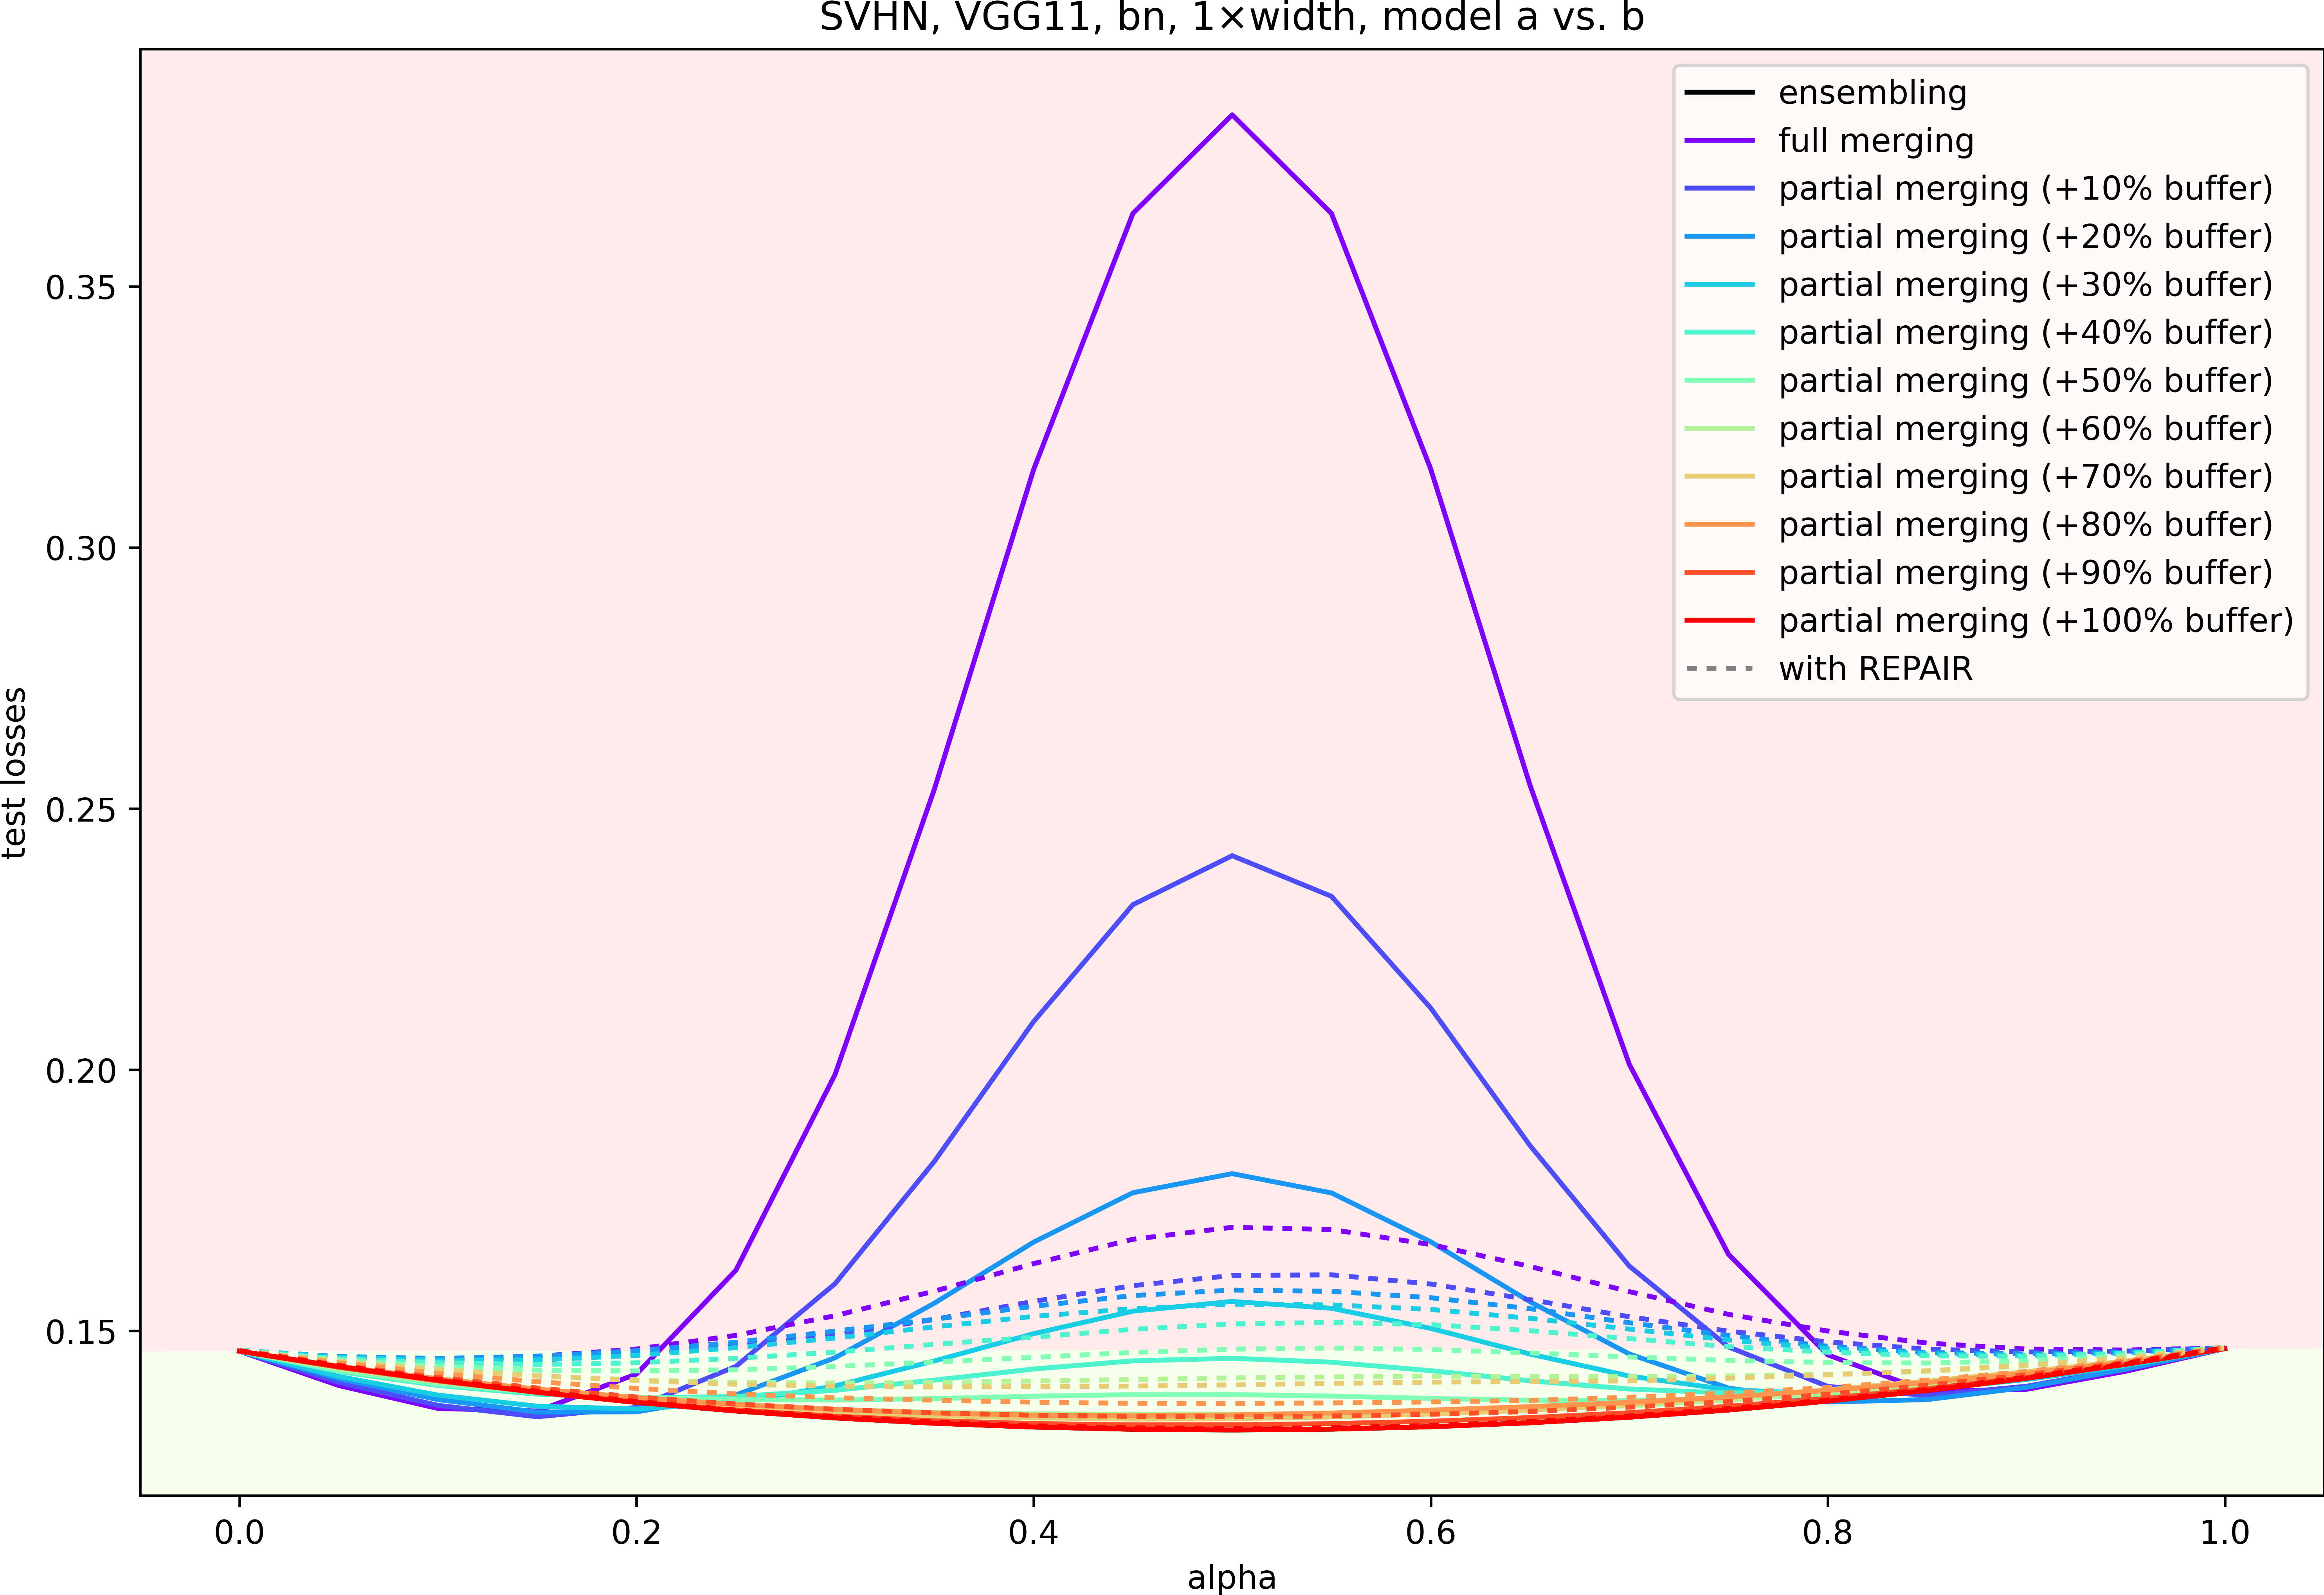 SVHN, VGG11, bn, 1×width, model a vs. b
ensembling
full merging
partial merging (+10% buffer)
partial merging (+20% buffer)
partial merging (+30% buffer)
partial merging (+40% buffer)
partial merging (+50% buffer)
partial merging (+60% buffer)
partial merging (+70% buffer)
partial merging (+80% buffer)
partial merging (+90% buffer)
partial merging (+100% buffer)
with REPAIR
test losses
0.35
0.30
0.25
0.20
0.15
0.0 0.2 0.4 0.6 0.8 1.0
alpha